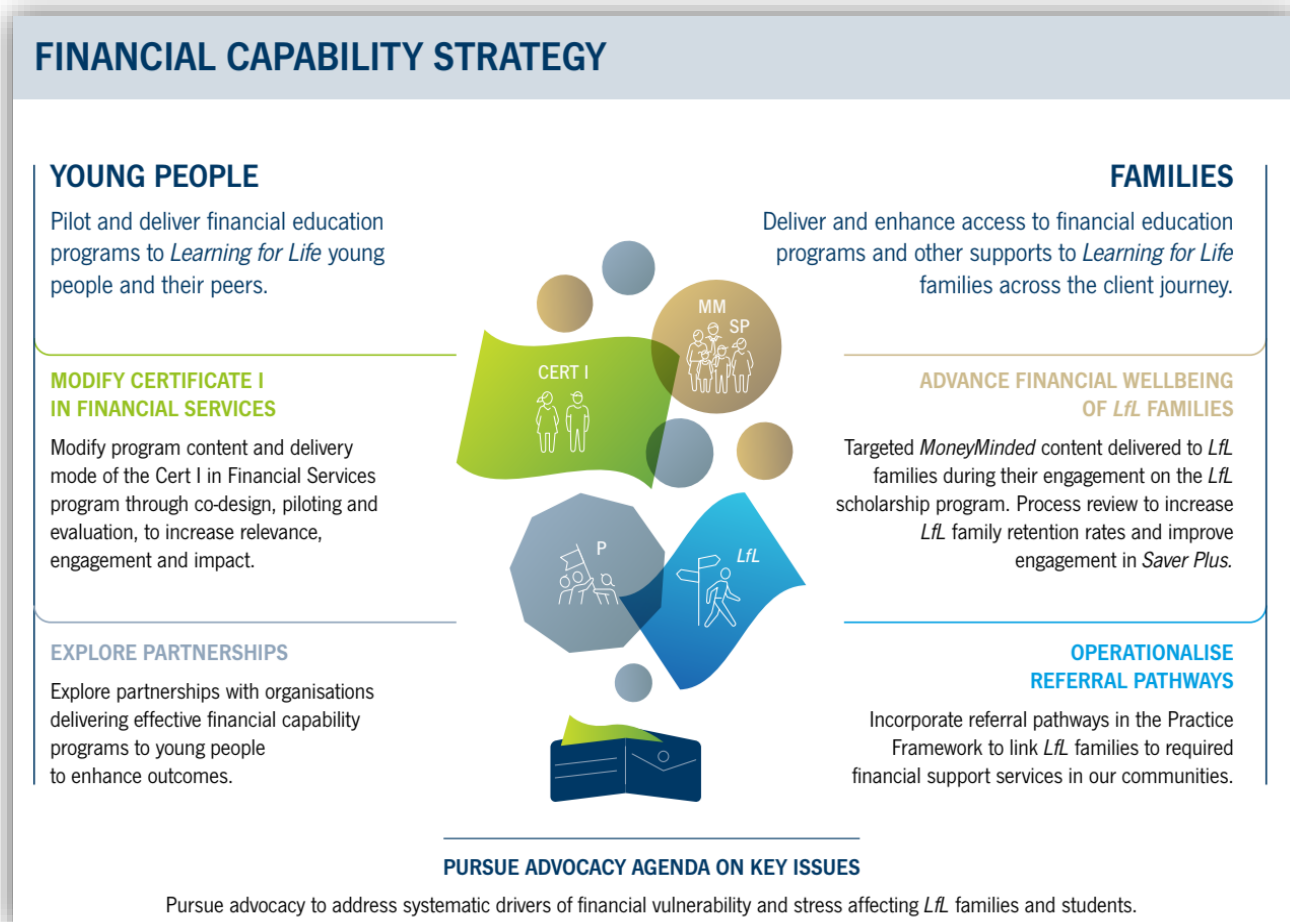 FINANCIAL CAPABILITY STRATEGY
YOUNG PEOPLE
Pilot and deliver financial education
programs to Learning for Life young
people and their peers.
MODIFY CERTIFICATE I
IN FINANCIAL SERVICES
Modify program content and delivery
mode of the Cert I in Financial Services
program through co-design, piloting and
evaluation, to increase relevance,
engagement and impact.
EXPLORE PARTNERSHIPS
Explore partnerships with organisations
delivering effective financial capability
programs to young people
to enhance outcomes.
MM
SP
CERT I
P
LfL
FAMILIES
Deliver and enhance access to financial education
programs and other supports to Learning for Life
families across the client journey.
ADVANCE FINANCIAL WELLBEING
OF LfL FAMILIES
Targeted MoneyMinded content delivered to LfL
families during their engagement on the LfL
scholarship program. Process review to increase
LfL family retention rates and improve
engagement in Saver Plus.
OPERATIONALISE
REFERRAL PATHWAYS
Incorporate referral pathways in the Practice
Framework to link LfL families to required
financial support services in our communities.
PURSUE ADVOCACY AGENDA ON KEY ISSUES
Pursue advocacy to address systematic drivers of financial vulnerability and stress affecting LfL families and students.